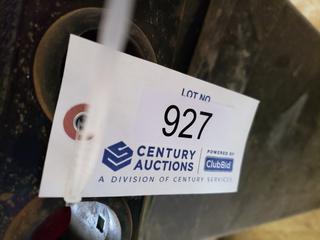 LOT NO.
927
CENTURY
AUCTIONS
POWERED BY
ClubBid
A DIVISION OF CENTURY SERVICES